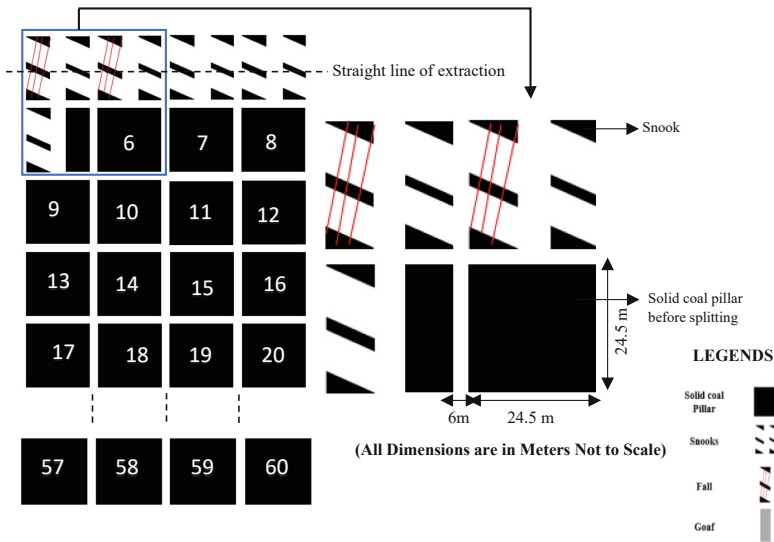 Straight line of extraction
6 7 8
9 10 11 12
13 14 15 16
17 18 19 20
57 58 59 60
Snook
Solid coal pillar
before splitting
24.5 m
6m 24.5 m
(All Dimensions are in Meters Not to Scale)
LEGENDS
Solid coal
Pillar
Snooks
Fall
Goaf